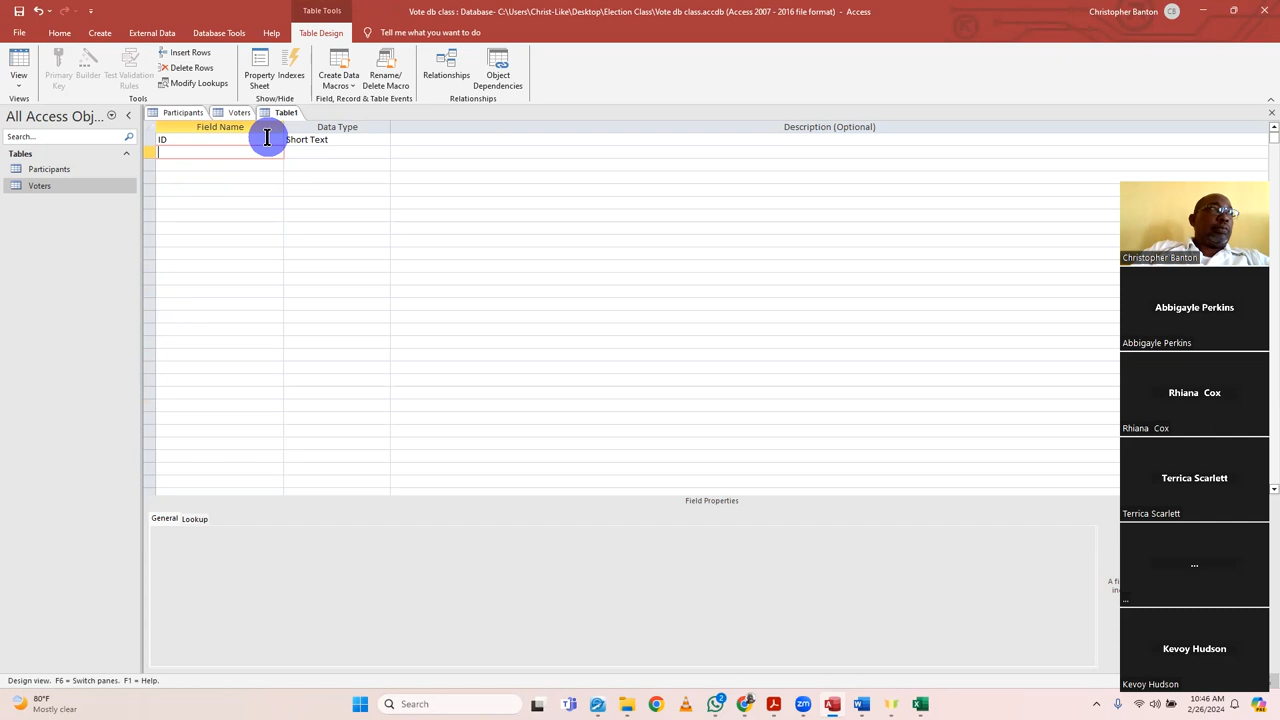 Table Tools
Vote db class : Database- C:\Users\Christ-Like\Desktop\Election Class\Vote db class.accdb (Access 2007 - 2016 file format) - Access
Christopher Banton
CB
File
Home
Create
External Data
Database Tools
Help
Table Design
Tell me what you want to do
View
Primary Key
Builder
Test Validation Rules
Insert Rows
Delete Rows
Modify Lookups
Property Sheet
Indexes
Create Data Macros
Rename/ Delete Macro
Relationships
Object Dependencies
Views
Tools
Show/Hide
Field, Record & Table Events
Relationships
All Access Obj...
Search...
Tables
Participants
Voters
Participants
Voters
Table1
Field Name
Data Type
Description (Optional)
ID
Short Text
Field Properties
General
Lookup
A fi
in
Christopher Banton
Abbigayle Perkins
Abbigayle Perkins
Rhiana Cox
Rhiana Cox
Terrica Scarlett
Terrica Scarlett
...
...
Kevoy Hudson
Kevoy Hudson
Design view. F6 = Switch panes. F1 = Help.
80°F
Mostly clear
Search
2
10:46 AM
2/26/2024